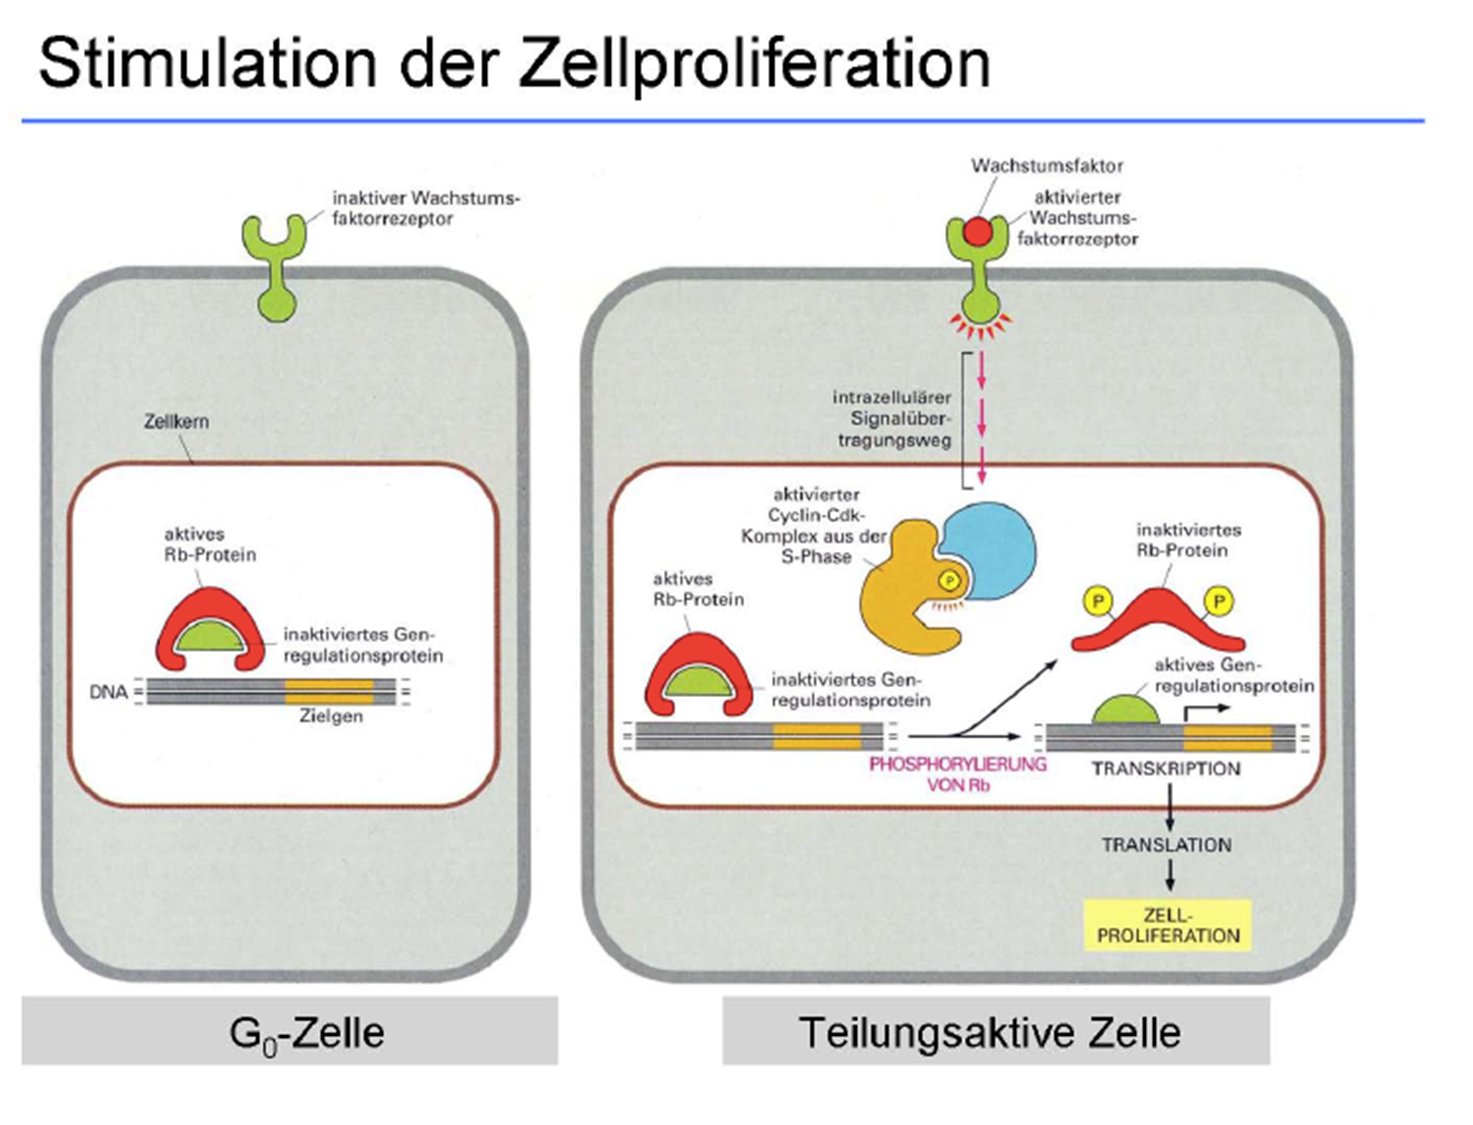 Stimulation der Zellproliferation
inaktiver Wachstums-
faktorrezeptor
Zellkern
aktives
Rb-Protein
inaktiviertes Gen-
regulationsprotein
DNA
Zielgen
G0-Zelle
Wachstumsfaktor
aktivierter
Wachstums-
faktorrezeptor
intrazellulärer
Signalüber-
tragungsweg
aktivierter
Cyclin-Cdk-
Komplex aus der
S-Phase
P
aktives
Rb-Protein
inaktiviertes Gen-
regulationsprotein
inaktiviertes
Rb-Protein
P
P
aktives Gen-
regulationsprotein
PHOSPHORYLIERUNG
VON Rb
TRANSKRIPTION
TRANSLATION
ZELL-
PROLIFERATION
Teilungsaktive Zelle